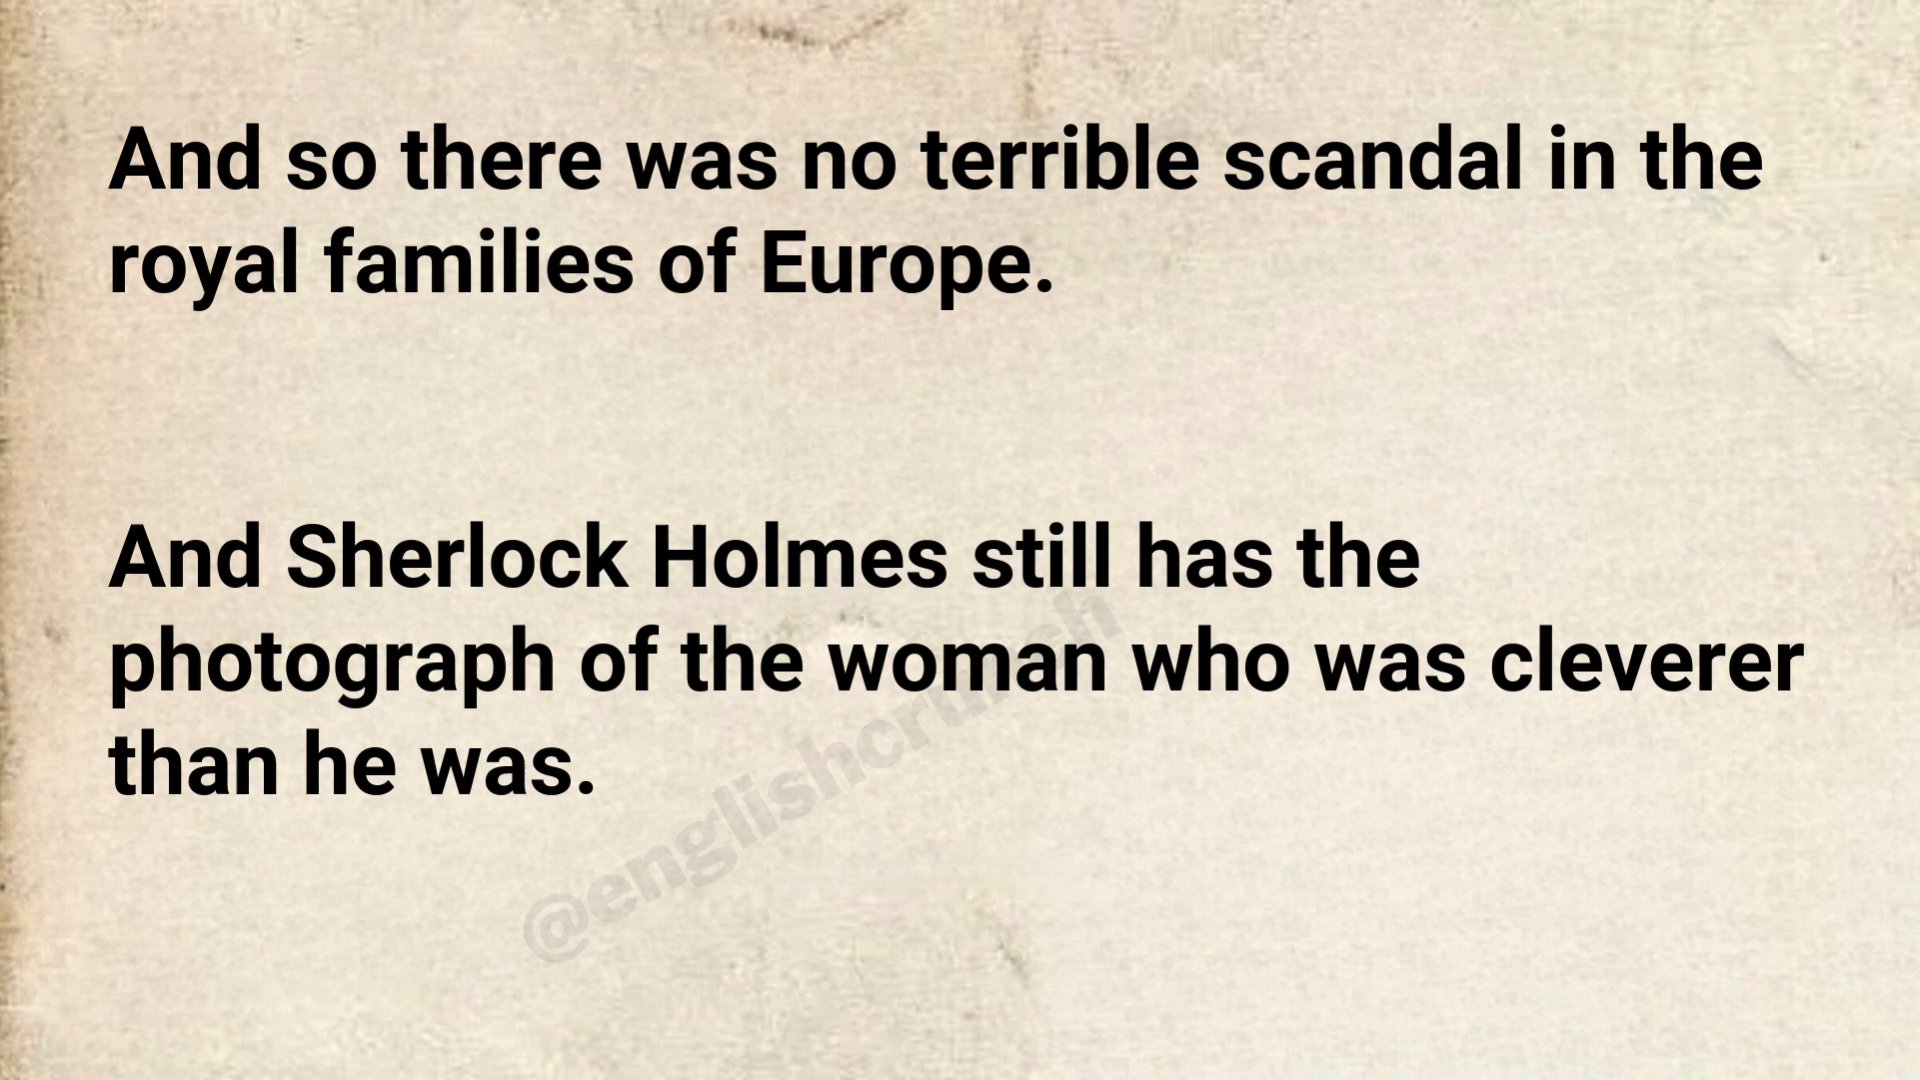 And so there was no terrible scandal in the
royal families of Europe.
And Sherlock Holmes still has the
photograph of the woman who was cleverer
than he was.
@englishcrunch